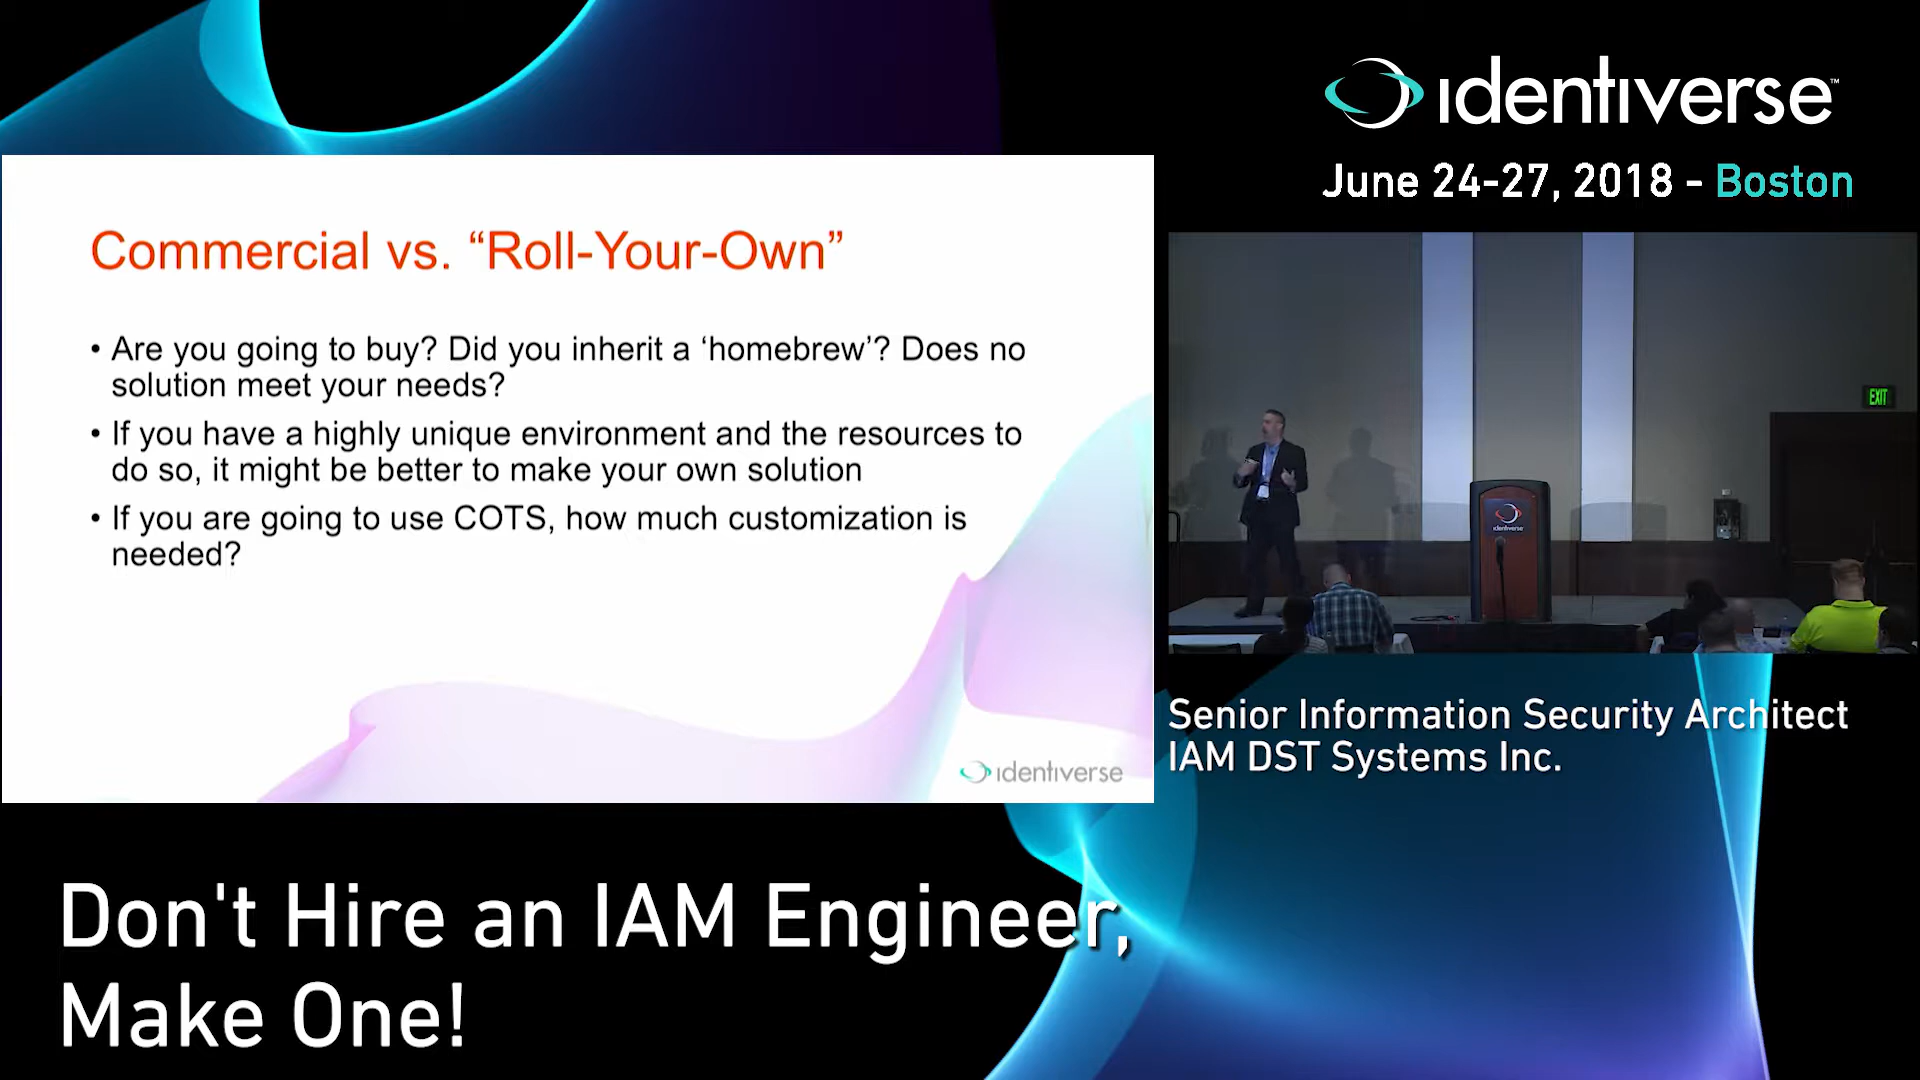 identiverse™
June 24-27, 2018 - Boston
Commercial vs. “Roll-Your-Own”
• Are you going to buy? Did you inherit a ‘homebrew’? Does no
solution meet your needs?
• If you have a highly unique environment and the resources to
do so, it might be better to make your own solution
• If you are going to use COTS, how much customization is
needed?
identiverse
EXIT
identiverse
Senior Information Security Architect
IAM DST Systems Inc.
Don't Hire an IAM Engineer,
Make One!